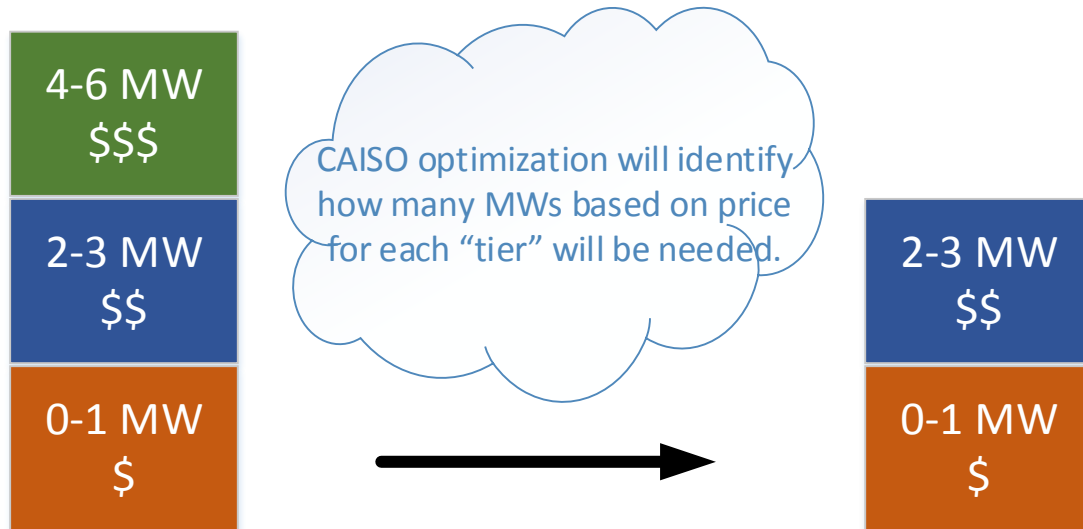 4-6 MW
$$$
2-3 MW
$$
0-1 MW
$
CAISO optimization will identify
how many MWs based on price
for each “tier” will be needed.
2-3 MW
$$
0-1 MW
$